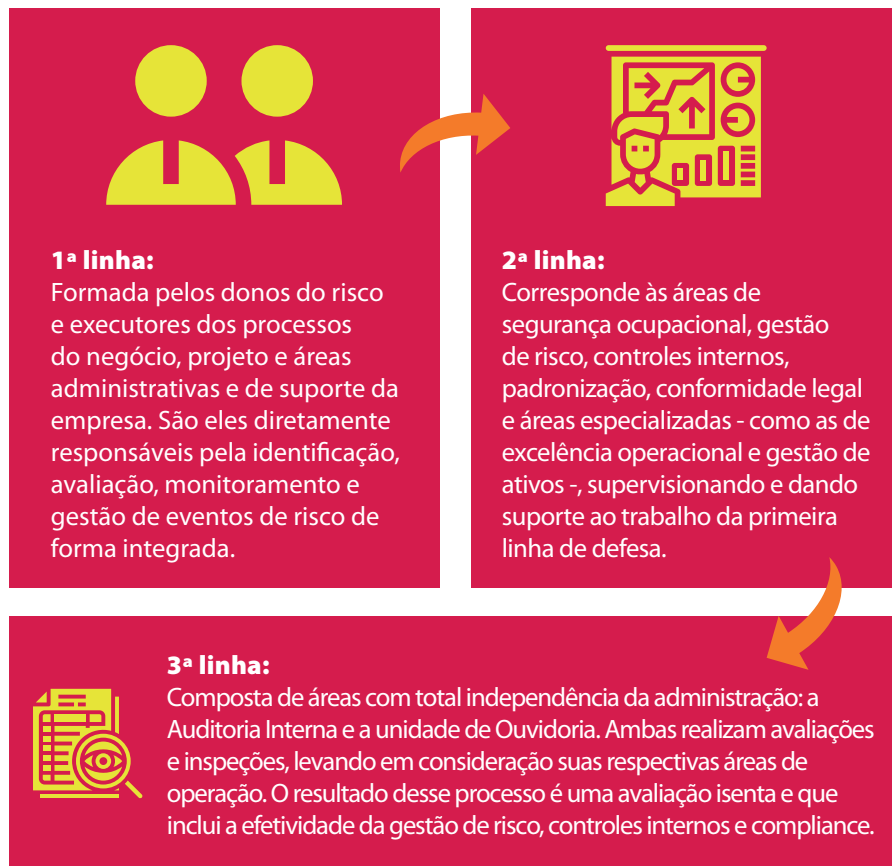 1ª linha:
Formada pelos donos do risco
e executores dos processos
do negócio, projeto e áreas
administrativas e de suporte da
empresa. São eles diretamente
responsáveis pela identificação,
avaliação, monitoramento e
gestão de eventos de risco de
forma integrada.
2ª linha:
Corresponde às áreas de
segurança ocupacional, gestão
de risco, controles internos,
padronização, conformidade legal
e áreas especializadas - como as de
excelência operacional e gestão de
ativos -, supervisionando e dando
suporte ao trabalho da primeira
linha de defesa.
3ª linha:
Composta de áreas com total independência da administração: a
Auditoria Interna e a unidade de Ouvidoria. Ambas realizam avaliações
e inspeções, levando em consideração suas respectivas áreas de
operação. O resultado desse processo é uma avaliação isenta e que
inclui a efetividade da gestão de risco, controles internos e compliance.